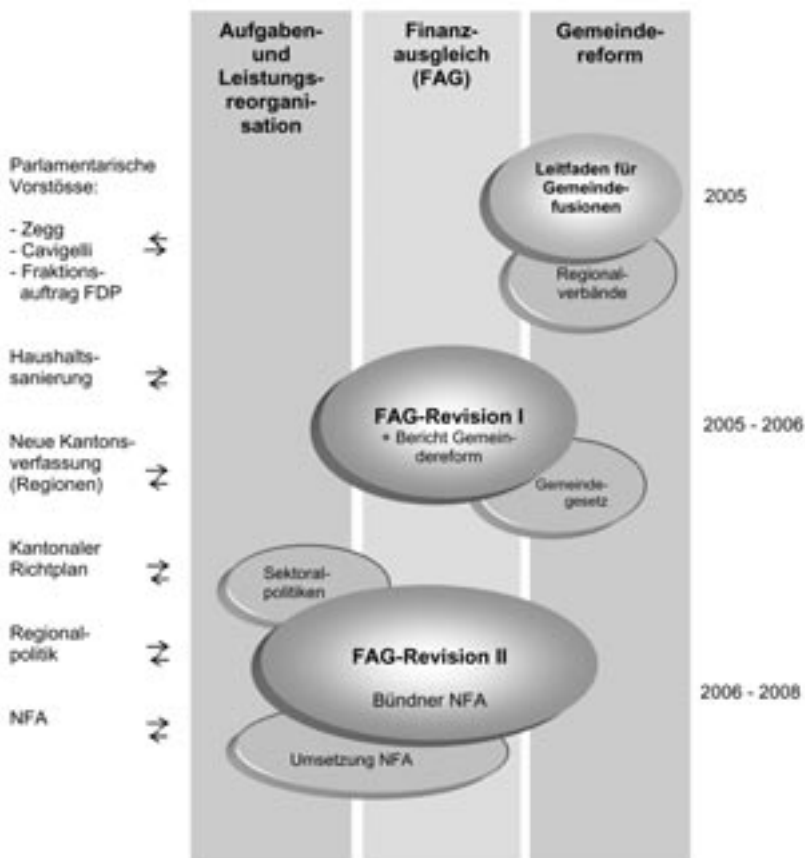 Aufgaben-
und
Leistungs-
reorgani-
sation
Finanz-
ausgleich
(FAG)
Gemeinde-
reform
Parlamentarische
Vorstösse:
- Zegg
- Cavigelli
- Fraktions-
auftrag FDP
Leitfaden für
Gemeinde-
fusionen
2005
Regional-
verbände
Haushalts-
sanierung
FAG-Revision I
+ Bericht Gemein-
dereform
2005 - 2006
Neue Kantons-
verfassung
(Regionen)
Gemeinde-
gesetz
Kantonaler
Richtplan
Sektoral-
politiken
Regional-
politik
FAG-Revision II
Bündner NFA
2006 - 2008
NFA
Umsetzung NFA